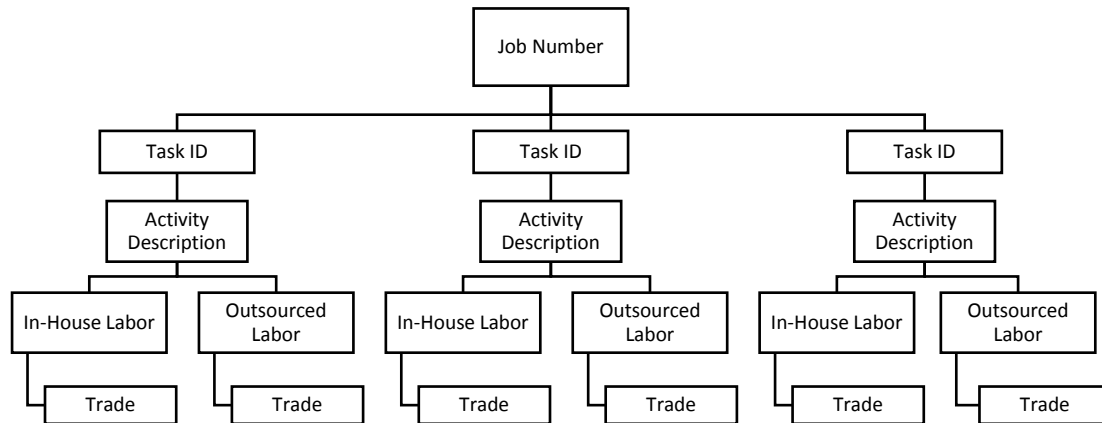 Job Number
Task ID
Task ID
Task ID
Activity
Description
Activity
Description
Activity
Description
In-House Labor
Outsourced
Labor
In-House Labor
Outsourced
Labor
In-House Labor
Outsourced
Labor
Trade
Trade
Trade
Trade
Trade
Trade